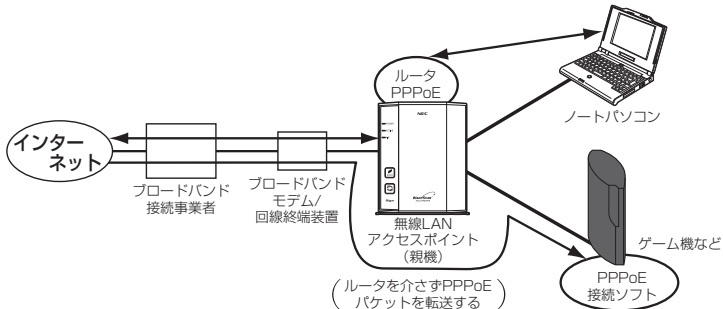 ルータ
PPPoE
ノートパソコン
NEC
インター
ネット
ブロードバンド
接続事業者
ブロードバンド
モデム/
回線終端装置
無線LAN
アクセスポイント
(親機)
ゲーム機など
PPPoE
接続ソフト
(ルータを介さずPPPoE
パケットを転送する)